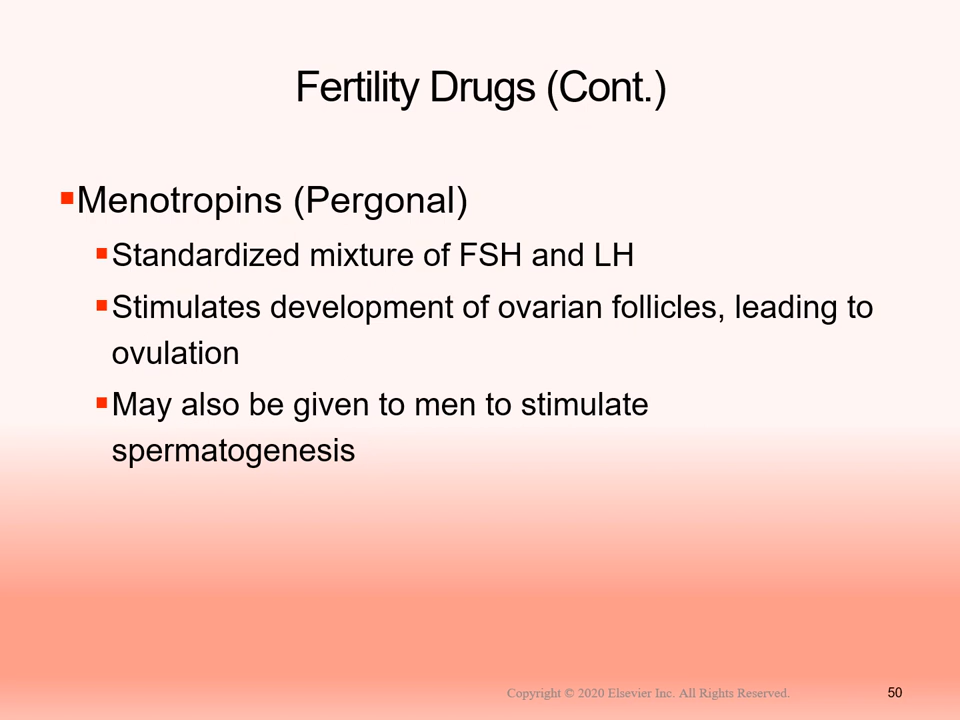 Fertility Drugs (Cont.)
Menotropins (Pergonal)
Standardized mixture of FSH and LH
Stimulates development of ovarian follicles, leading to
ovulation
May also be given to men to stimulate
spermatogenesis
Copyright © 2020 Elsevier Inc. All Rights Reserved.
50